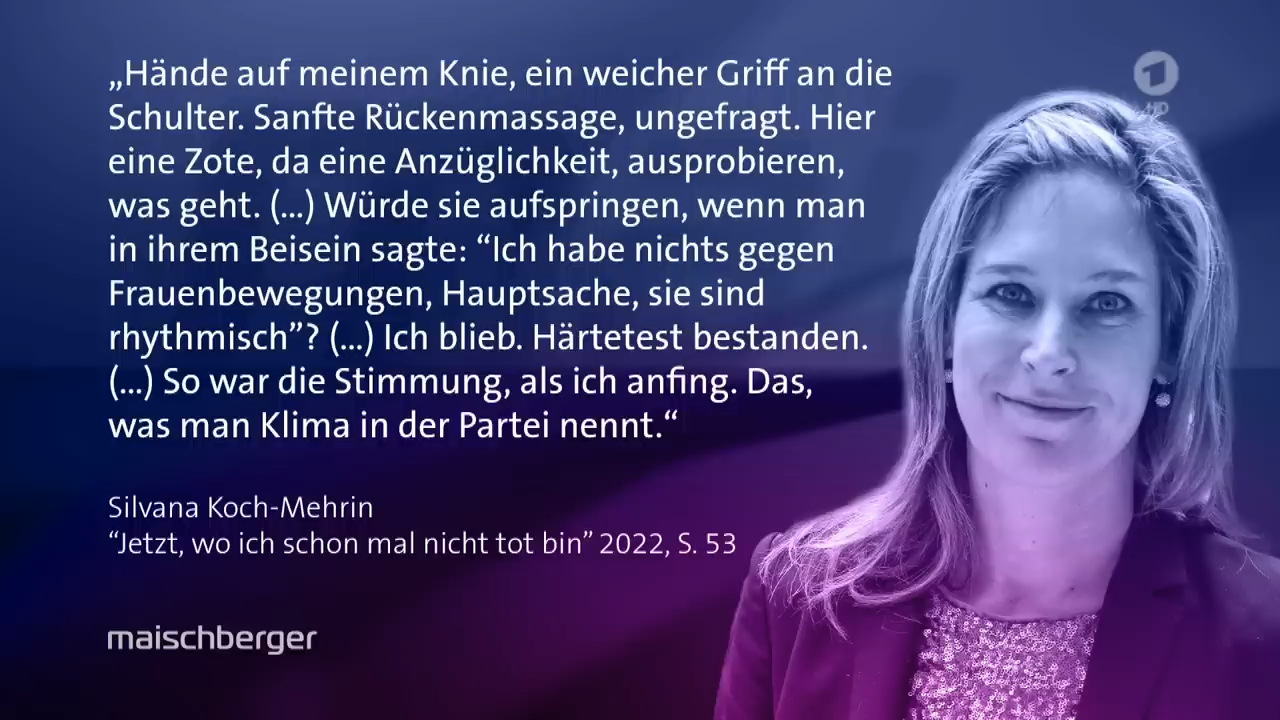 „Hände auf meinem Knie, ein weicher Griff an die
Schulter. Sanfte Rückenmassage, ungefragt. Hier
eine Zote, da eine Anzüglichkeit, ausprobieren,
was geht. (...) Würde sie aufspringen, wenn man
in ihrem Beisein sagte: “Ich habe nichts gegen
Frauenbewegungen, Hauptsache, sie sind
rhythmisch”? (...) Ich blieb. Härtetest bestanden.
(...) So war die Stimmung, als ich anfing. Das,
was man Klima in der Partei nennt.“
Silvana Koch-Mehrin
“Jetzt, wo ich schon mal nicht tot bin” 2022, S. 53
maischberger
1
ARD